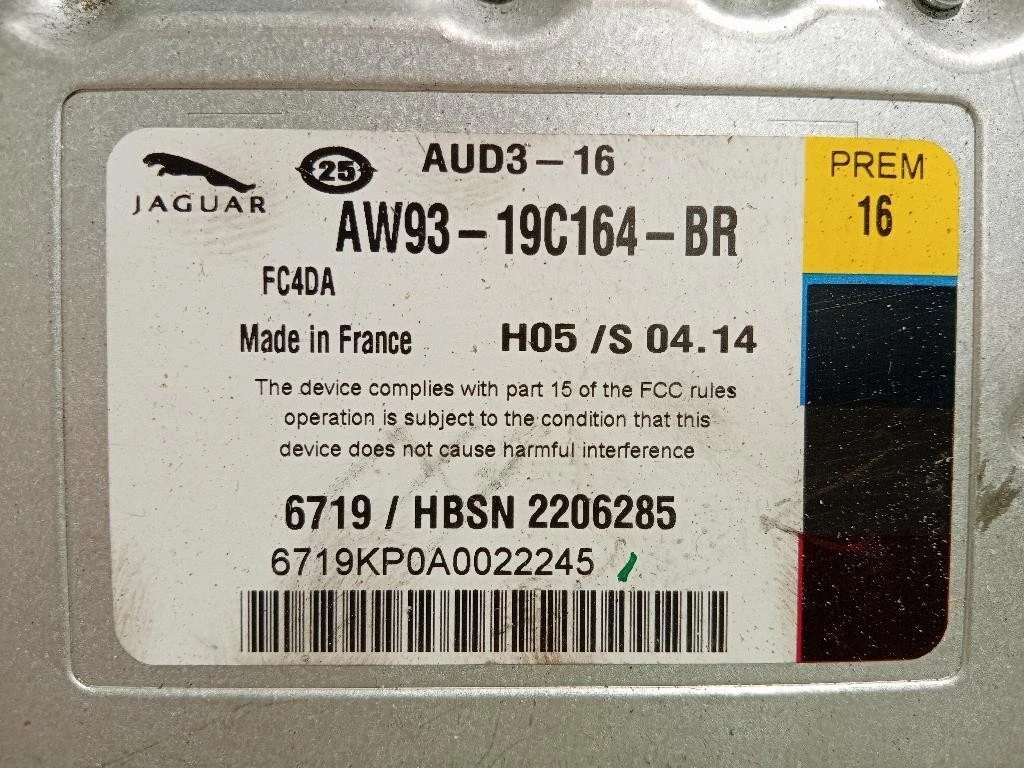 JAGUAR
25
AUD3-16
PREM
16
AW93-19C164-BR
FC4DA
Made in France
H05 /S 04.14
The device complies with part 15 of the FCC rules
operation is subject to the condition that this
device does not cause harmful interference
6719 / HBSN 2206285
6719KP0A0022245